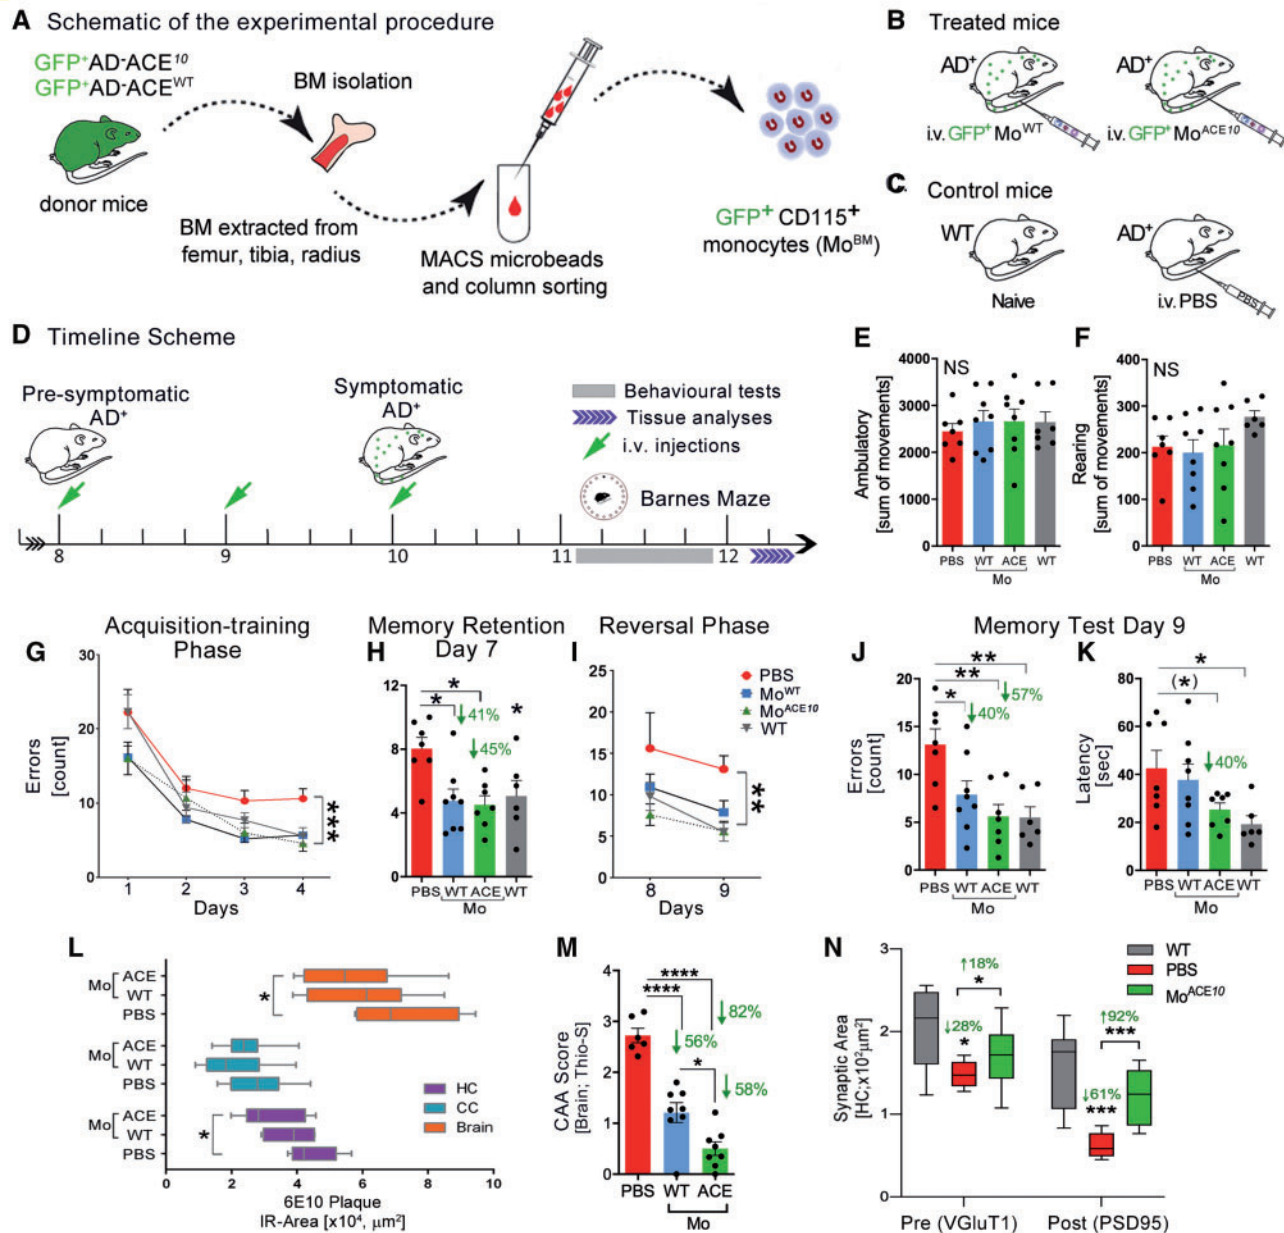 A Schematic of the experimental procedure
GFP⁺AD⁻ACE¹⁰
GFP⁺AD⁻ACEᵂᵀ
donor mice
BM isolation
BM extracted from
femur, tibia, radius
MACS microbeads
and column sorting
GFP⁺ CD115⁺
monocytes (Moᴮᴹ)
B Treated mice
AD⁺
i.v. GFP⁺ Moᵂᵀ
AD⁺
i.v. GFP⁺ Moᴬᶜᴱ¹⁰
C. Control mice
WT
Naive
AD⁺
PBS
i.v. PBS
D Timeline Scheme
Pre-symptomatic
AD⁺
Symptomatic
AD⁺
Behavioural tests
Tissue analyses
i.v. injections
Barnes Maze
8 9 10 11 12
E
Ambulatory
[sum of movements]
4000
3000
2000
1000
0
NS
PBS WT ACE WT
Mo
F
Rearing
[sum of movements]
400
300
200
100
0
NS
PBS WT ACE WT
Mo
Acquisition-training
Phase
G
Errors
[count]
30
20
10
0
***
1 2 3 4
Days
Memory Retention
Day 7
H
12
8
4
0
*
*
↓41%
↓45%
*
PBS WT ACE WT
Mo
Reversal Phase
I
25
20
15
10
5
0
PBS
Moᵂᵀ
Moᴬᶜᴱ¹⁰
WT
**
8 9
Days
Memory Test Day 9
J
Errors
[count]
20
15
10
5
0
**
**
*
↓57%
↓40%
PBS WT ACE WT
Mo
K
Latency
[sec]
80
60
40
20
0
*
(*)
↓40%
PBS WT ACE WT
Mo
L
Mo ACE
WT
PBS
Mo ACE
WT
PBS
Mo ACE
WT
PBS
*
*
HC
CC
Brain
2 4 6 8 10
6E10 Plaque
IR-Area [x10⁴, μm²]
M
CAA Score
[Brain; Thio-S]
4
3
2
1
0
****
****
↓82%
↓56%
*
↓58%
PBS WT ACE
Mo
N
Synaptic Area
[HC;x10²μm²]
3
2
1
0
↑18%
*
↓28%
*
↑92%
***
↓61%
***
WT
PBS
Moᴬᶜᴱ¹⁰
Pre (VGluT1) Post (PSD95)